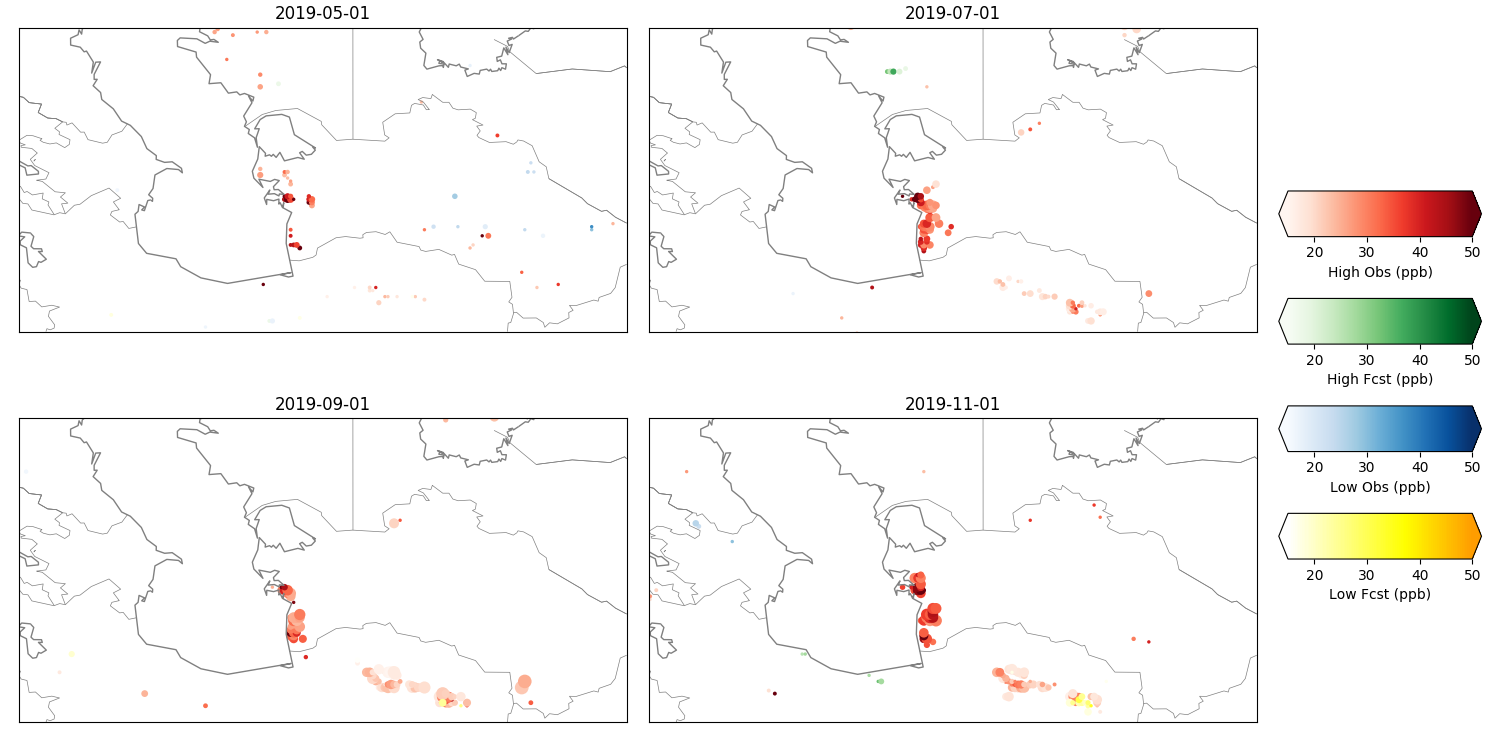 2019-05-01
2019-07-01
20 30 40 50
High Obs (ppb)
20 30 40 50
High Fcst (ppb)
2019-09-01
2019-11-01
20 30 40 50
Low Obs (ppb)
20 30 40 50
Low Fcst (ppb)